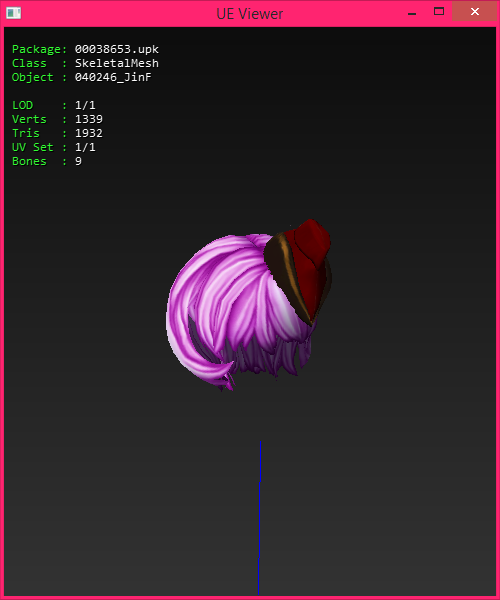 UE Viewer
Package: 00038653.upk
Class  : SkeletalMesh
Object : 040246_JinF
LOD    : 1/1
Verts  : 1339
Tris   : 1932
UV Set : 1/1
Bones  : 9